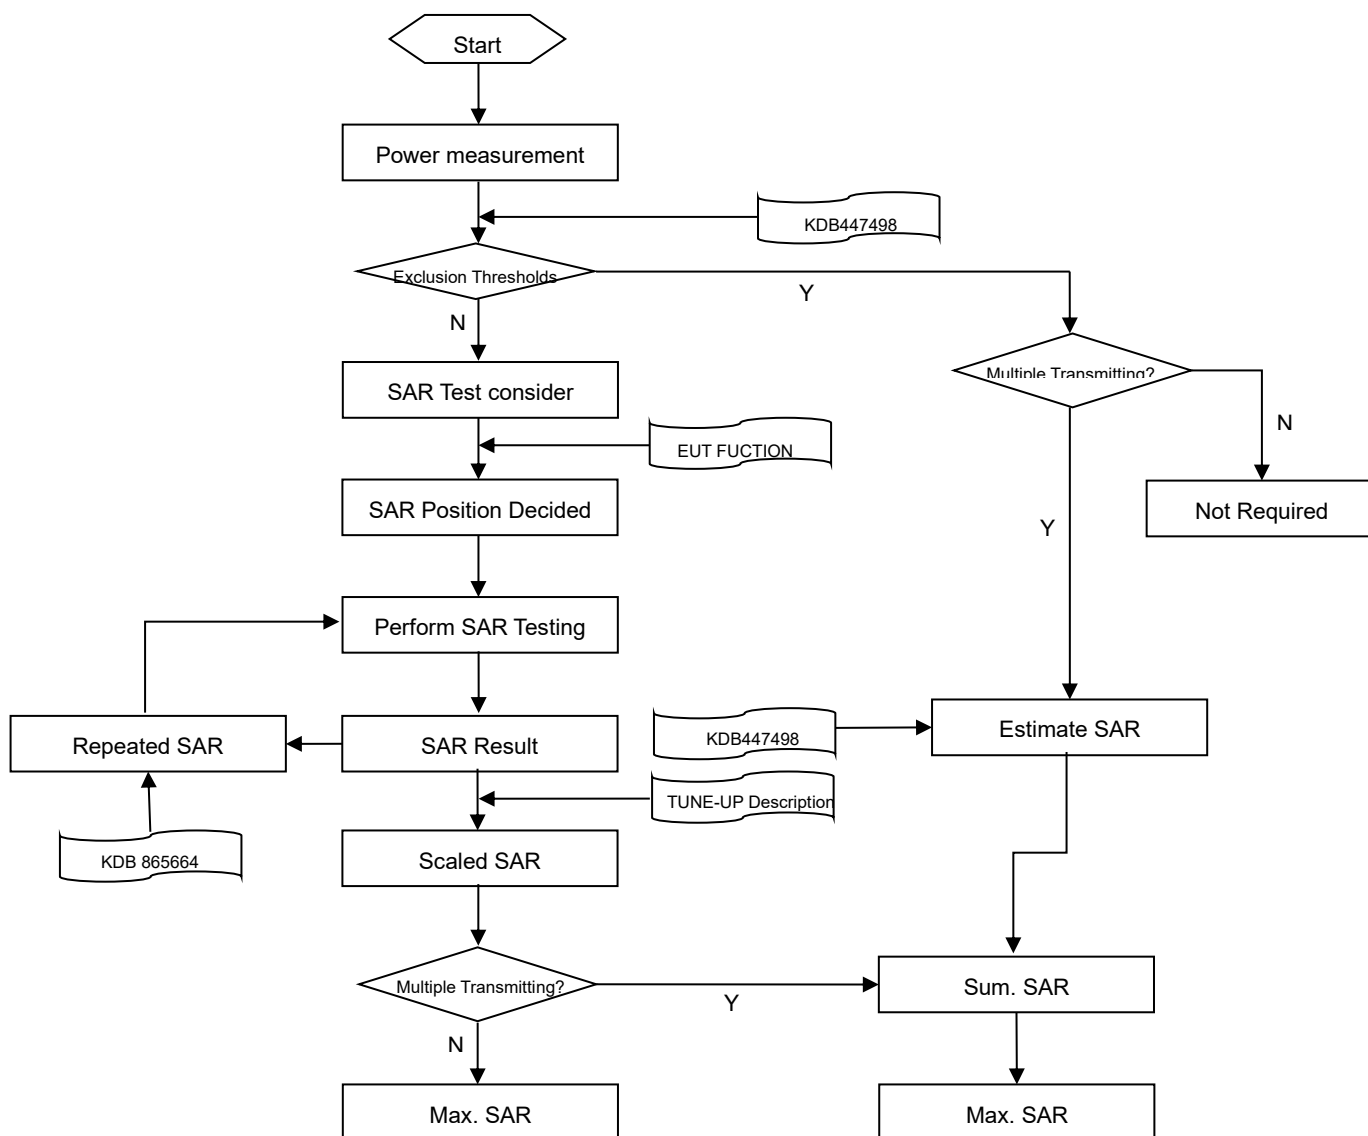 Start
Power measurement
KDB447498
Exclusion Thresholds
Y
N
Multiple Transmitting?
SAR Test consider
N
EUT FUCTION
SAR Position Decided
Not Required
Y
Perform SAR Testing
Repeated SAR
SAR Result
KDB447498
Estimate SAR
TUNE-UP Description
KDB 865664
Scaled SAR
Multiple Transmitting?
Y
Sum. SAR
N
Max. SAR
Max. SAR